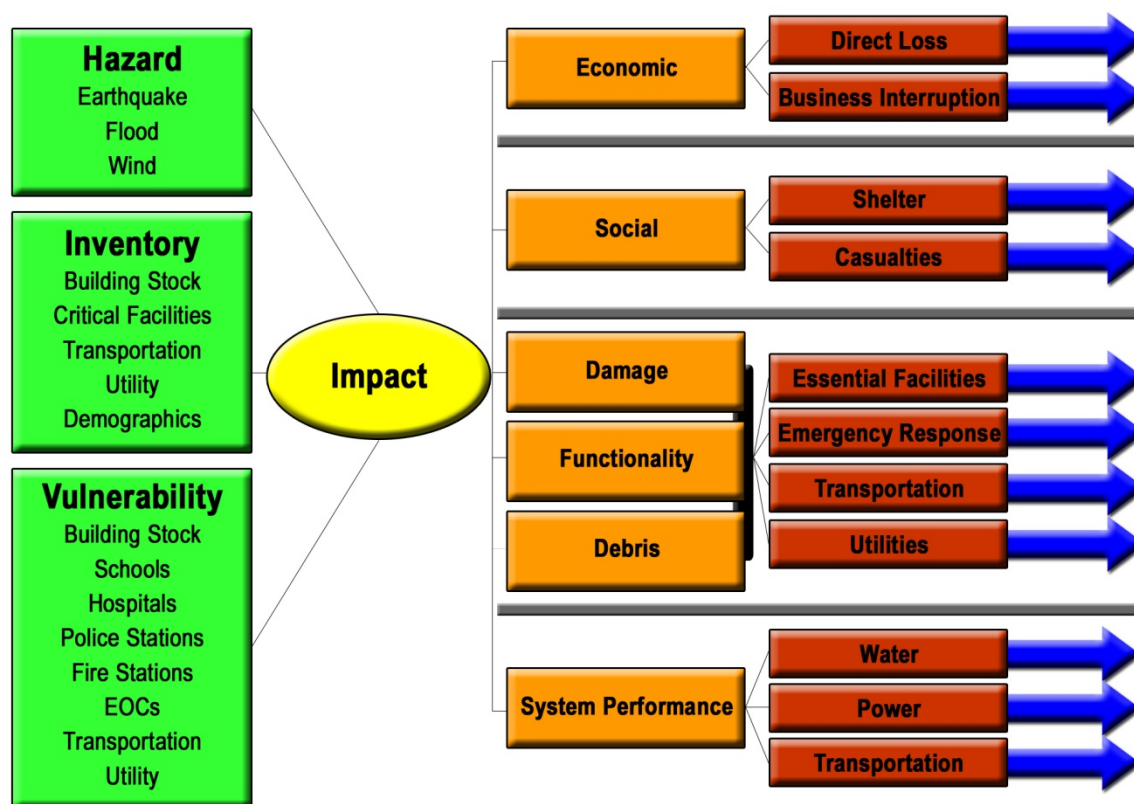 Hazard
Earthquake
Flood
Wind
Inventory
Building Stock
Critical Facilities
Transportation
Utility
Demographics
Vulnerability
Building Stock
Schools
Hospitals
Police Stations
Fire Stations
EOCs
Transportation
Utility
Impact
Economic
Direct Loss
Business Interruption
Social
Shelter
Casualties
Damage
Functionality
Debris
Essential Facilities
Emergency Response
Transportation
Utilities
System Performance
Water
Power
Transportation